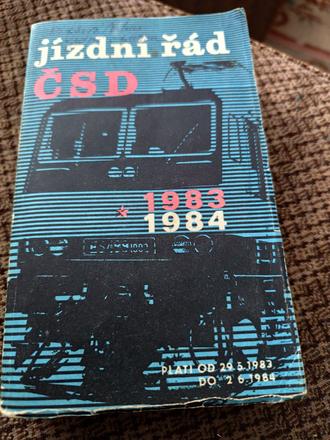 jízdní řád
ČSD
* 1983
1984
PLATÍ OD 29.5.1983
DO 2.6.1984